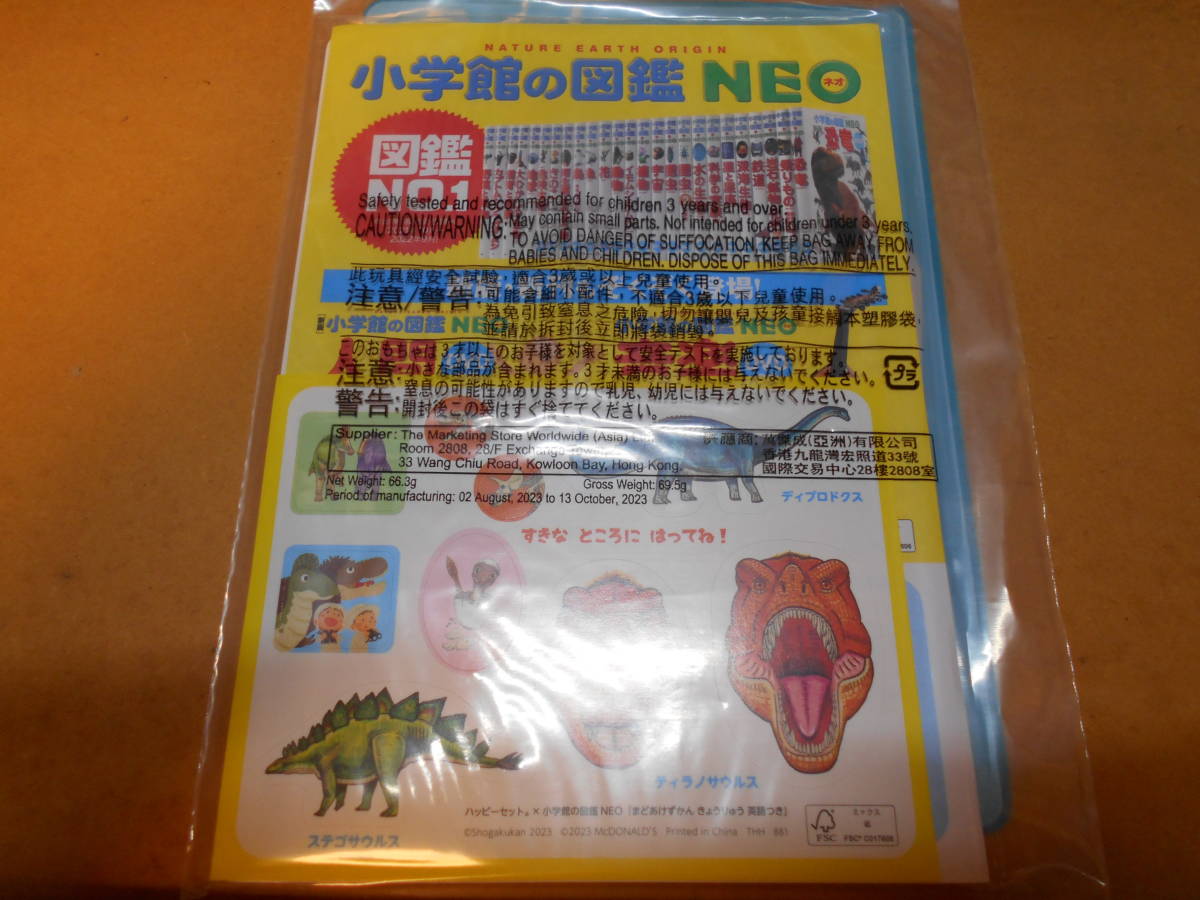 NATURE EARTH ORIGIN
小学館の図鑑 NEO
ネオ
図鑑
NO.1
Safety tested and recommended for children 3 years and over.
CAUTION/WARNING: May contain small parts. Not intended for children under 3 years.
TO AVOID DANGER OF SUFFOCATION, KEEP BAG AWAY FROM
BABIES AND CHILDREN. DISPOSE OF THIS BAG IMMEDIATELY.
此玩具經安全試驗，適合3歲或以上兒童使用。
注意/警告: 可能含細小配件，不適合3歲以下兒童使用。
為免引致窒息之危險，切勿讓嬰兒及孩童接觸本塑膠袋，
並請於拆封後立即將袋銷毀。
小学館の図鑑 NEO
NEO
このおもちゃは3才以上のお子様を対象として安全テストを実施しております。
注意: 小さな部品が含まれます。3才未満のお子様には与えないでください。
警告: 窒息の可能性がありますので乳児、幼児には与えないでください。
開封後この袋はすぐ捨ててください。
プラ
Supplier: The Marketing Store Worldwide (Asia)
Room 2808, 28/F Exchange Tower,
33 Wang Chiu Road, Kowloon Bay, Hong Kong.
供應商: 萬傑成(亞洲)有限公司
香港九龍灣宏照道33號
國際交易中心28樓2808室
Net Weight: 66.3g
Gross Weight: 69.5g
Period of manufacturing: 02 August, 2023 to 13 October, 2023
ディプロドクス
すきな ところに はってね！
ティラノサウルス
ステゴサウルス
ハッピーセット® × 小学館の図鑑 NEO「まどあけずかん きょうりゅう 英語つき」
©Shogakukan 2023 ©2023 McDONALD'S Printed in China THH 881
FSC
ミックス
紙
FSC® C017606